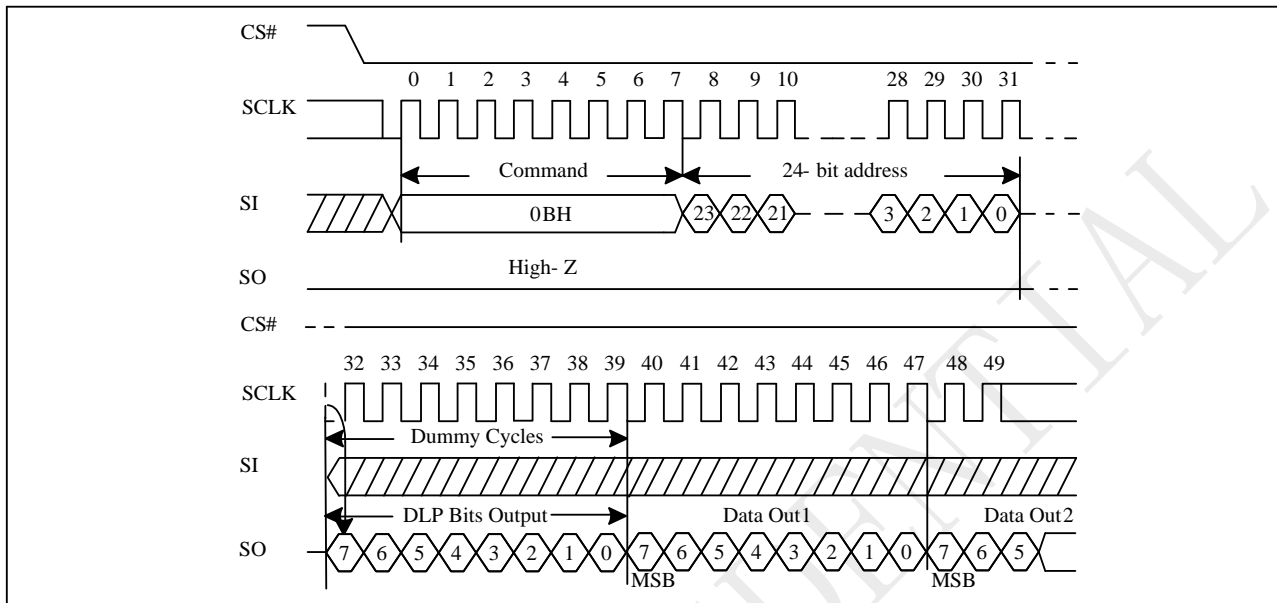 CS#
0 1 2 3 4 5 6 7 8 9 10 28 29 30 31
SCLK
Command 24- bit address
SI
0BH 23 22 21 3 2 1 0
High- Z
SO
CS#
32 33 34 35 36 37 38 39 40 41 42 43 44 45 46 47 48 49
SCLK
Dummy Cycles
SI
DLP Bits Output Data Out1 Data Out2
SO 7 6 5 4 3 2 1 0 7 6 5 4 3 2 1 0 7 6 5
MSB MSB
DENTIAL